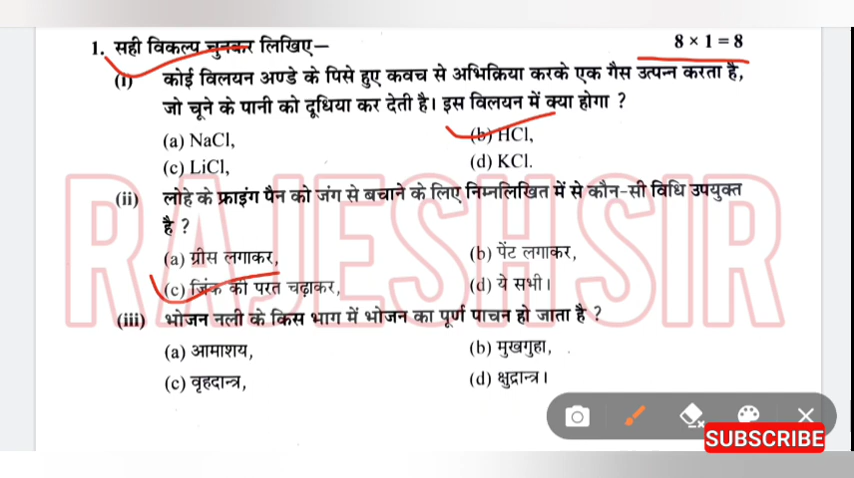 1. सही विकल्प चुनकर लिखिए– 8 × 1 = 8
(i) कोई विलयन अण्डे के पिसे हुए कवच से अभिक्रिया करके एक गैस उत्पन्न करता है,
जो चूने के पानी को दूधिया कर देती है। इस विलयन में क्या होगा ?
(a) NaCl, (b) HCl,
(c) LiCl, (d) KCl.
(ii) लोहे के फ्राइंग पैन को जंग से बचाने के लिए निम्नलिखित में से कौन-सी विधि उपयुक्त
है ?
(a) ग्रीस लगाकर, (b) पेंट लगाकर,
(c) जिंक की परत चढ़ाकर, (d) ये सभी।
RAJESH SIR
(iii) भोजन नली के किस भाग में भोजन का पूर्ण पाचन हो जाता है ?
(a) आमाशय, (b) मुखगुहा,
(c) वृहदान्त्र, (d) क्षुद्रान्त्र।
SUBSCRIBE